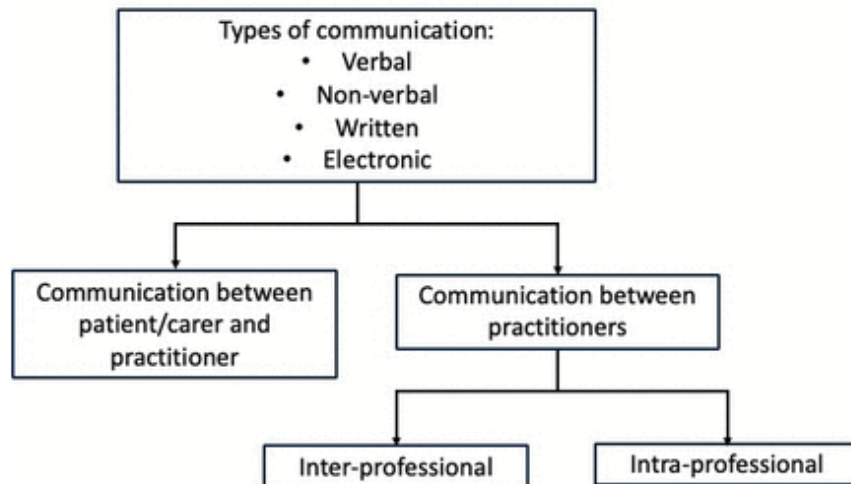 Types of communication:
• Verbal
• Non-verbal
• Written
• Electronic
Communication between
patient/carer and
practitioner
Communication between
practitioners
Inter-professional
Intra-professional